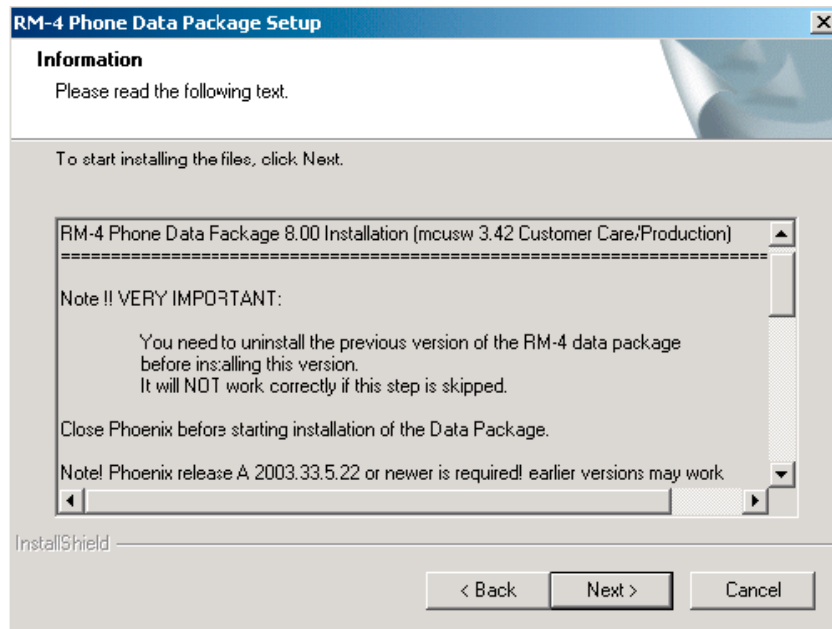 RM-4 Phone Data Package Setup
Information
Please read the following text.
To start installing the files, click Next.
RM-4 Phone Data Package 8.00 Installation (mcusw 3.42 Customer Care/Production)
=======================================================================
Note !! VERY IMPORTANT:
You need to uninstall the previous version of the RM-4 data package
before installing this version.
It will NOT work correctly if this step is skipped.
Close Phoenix before starting installation of the Data Package.
Note! Phoenix release A 2003.33.5.22 or newer is required! earlier versions may work
InstallShield
< Back
Next >
Cancel